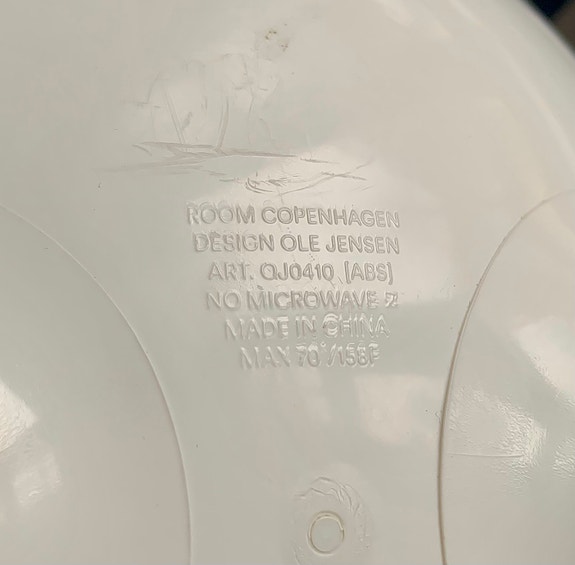 ROOM COPENHAGEN
DESIGN OLE JENSEN
ART. OJ0410 (ABS)
NO MICROWAVE
MADE IN CHINA
MAX 70°/158F